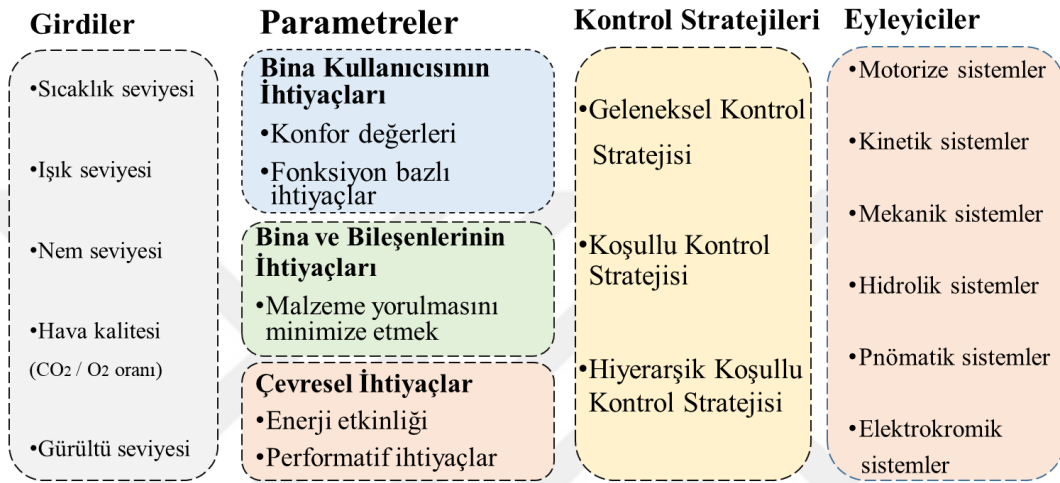 Girdiler
•Sıcaklık seviyesi
•Işık seviyesi
•Nem seviyesi
•Hava kalitesi
(CO2 / O2 oranı)
•Gürültü seviyesi
Parametreler
Bina Kullanıcısının
İhtiyaçları
•Konfor değerleri
•Fonksiyon bazlı
ihtiyaçlar
Bina ve Bileşenlerinin
İhtiyaçları
•Malzeme yorulmasını
minimize etmek
Çevresel İhtiyaçlar
•Enerji etkinliği
•Performatif ihtiyaçlar
Kontrol Stratejileri
•Geleneksel Kontrol
Stratejisi
•Koşullu Kontrol
Stratejisi
•Hiyerarşik Koşullu
Kontrol Stratejisi
Eyleyiciler
•Motorize sistemler
•Kinetik sistemler
•Mekanik sistemler
•Hidrolik sistemler
•Pnömatik sistemler
•Elektrokromik
sistemler